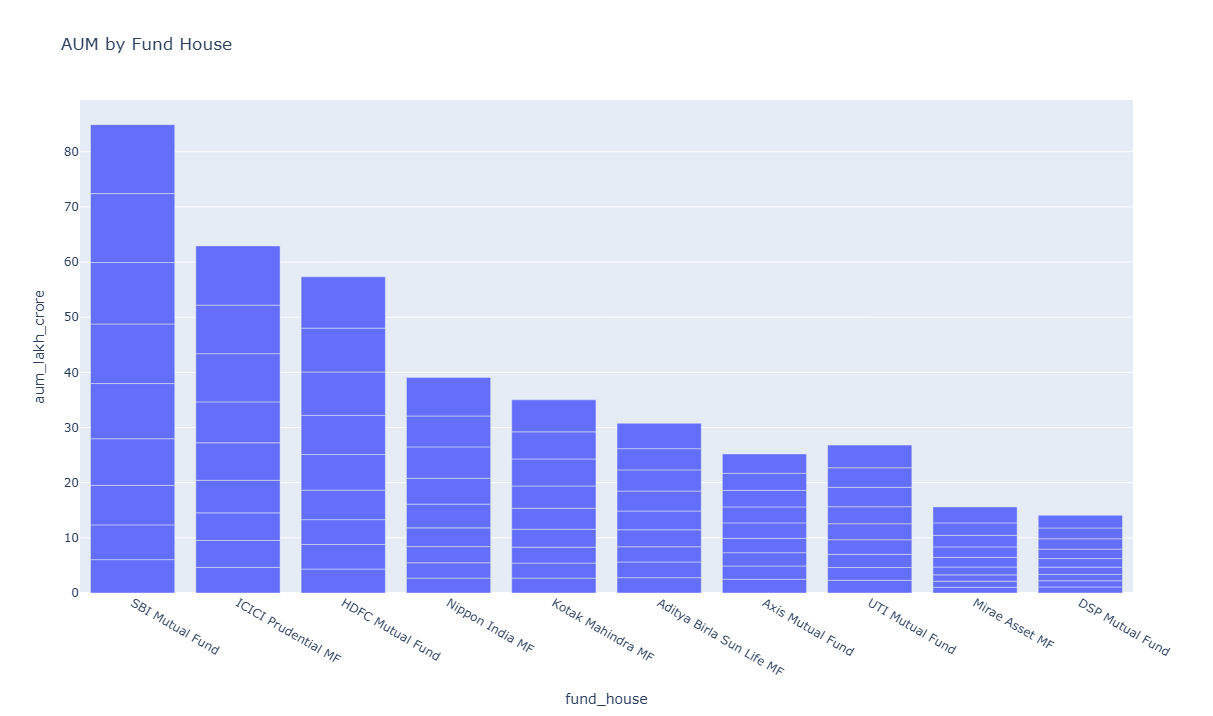 AUM by Fund House
aum_lakh_crore
80
70
60
50
40
30
20
10
0
SBI Mutual Fund
ICICI Prudential MF
HDFC Mutual Fund
Nippon India MF
Kotak Mahindra MF
Aditya Birla Sun Life MF
Axis Mutual Fund
UTI Mutual Fund
Mirae Asset MF
DSP Mutual Fund
fund_house